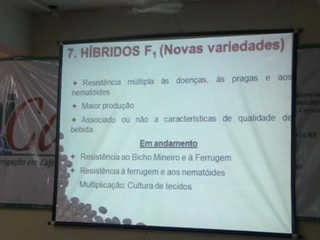 7. HÍBRIDOS F1 (Novas variedades)
✦ Resistência múltipla às doenças, às pragas e aos
nematóides
✦ Maior produção
✦ Associado ou não a características de qualidade de
bebida
Em andamento
✦ Resistência ao Bicho Mineiro e à Ferrugem
✦ Resistência à ferrugem e aos nematóides
Multiplicação: Cultura de tecidos